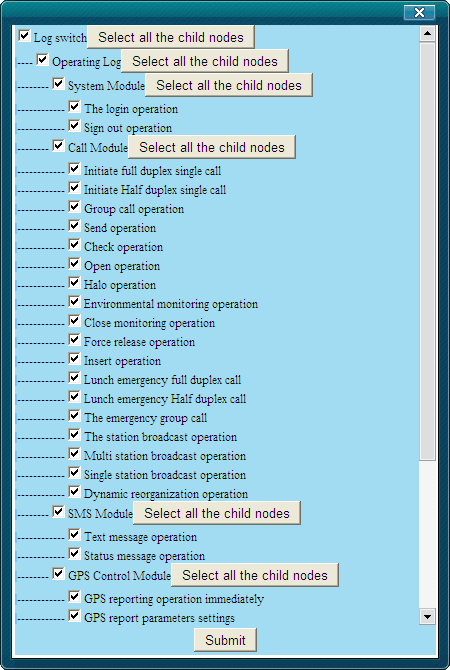 Log switch Select all the child nodes
---- Operating Log Select all the child nodes
-------- System Module Select all the child nodes
------------ The login operation
------------ Sign out operation
-------- Call Module Select all the child nodes
------------ Initiate full duplex single call
------------ Initiate Half duplex single call
------------ Group call operation
------------ Send operation
------------ Check operation
------------ Open operation
------------ Halo operation
------------ Environmental monitoring operation
------------ Close monitoring operation
------------ Force release operation
------------ Insert operation
------------ Lunch emergency full duplex call
------------ Lunch emergency Half duplex call
------------ The emergency group call
------------ The station broadcast operation
------------ Multi station broadcast operation
------------ Single station broadcast operation
------------ Dynamic reorganization operation
-------- SMS Module Select all the child nodes
------------ Text message operation
------------ Status message operation
-------- GPS Control Module Select all the child nodes
------------ GPS reporting operation immediately
------------ GPS report parameters settings
Submit